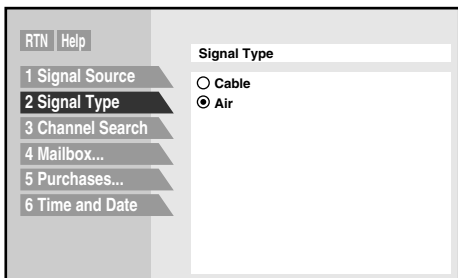 RTN Help
1 Signal Source
2 Signal Type
3 Channel Search
4 Mailbox...
5 Purchases...
6 Time and Date
Signal Type
Cable
Air